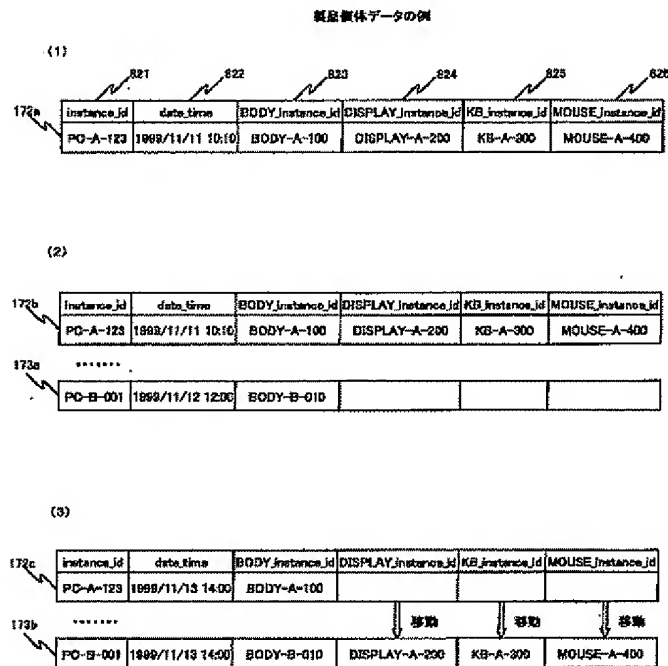 製品個体データの例
(1)
821 822 823 824 825 826
172a
instance_id date_time BODY_instance_id DISPLAY_instance_id KB_instance_id MOUSE_instance_id
PC-A-123 1999/11/11 10:10 BODY-A-100 DISPLAY-A-200 KB-A-300 MOUSE-A-400
(2)
172b
instance_id date_time BODY_instance_id DISPLAY_instance_id KB_instance_id MOUSE_instance_id
PC-A-123 1999/11/11 10:10 BODY-A-100 DISPLAY-A-200 KB-A-300 MOUSE-A-400
173a
PC-B-001 1999/11/12 12:00 BODY-B-010
(3)
172c
instance_id date_time BODY_instance_id DISPLAY_instance_id KB_instance_id MOUSE_instance_id
PC-A-123 1999/11/13 14:00 BODY-A-100
移動 移動 移動
173b
PC-B-001 1999/11/13 14:00 BODY-B-010 DISPLAY-A-200 KB-A-300 MOUSE-A-400